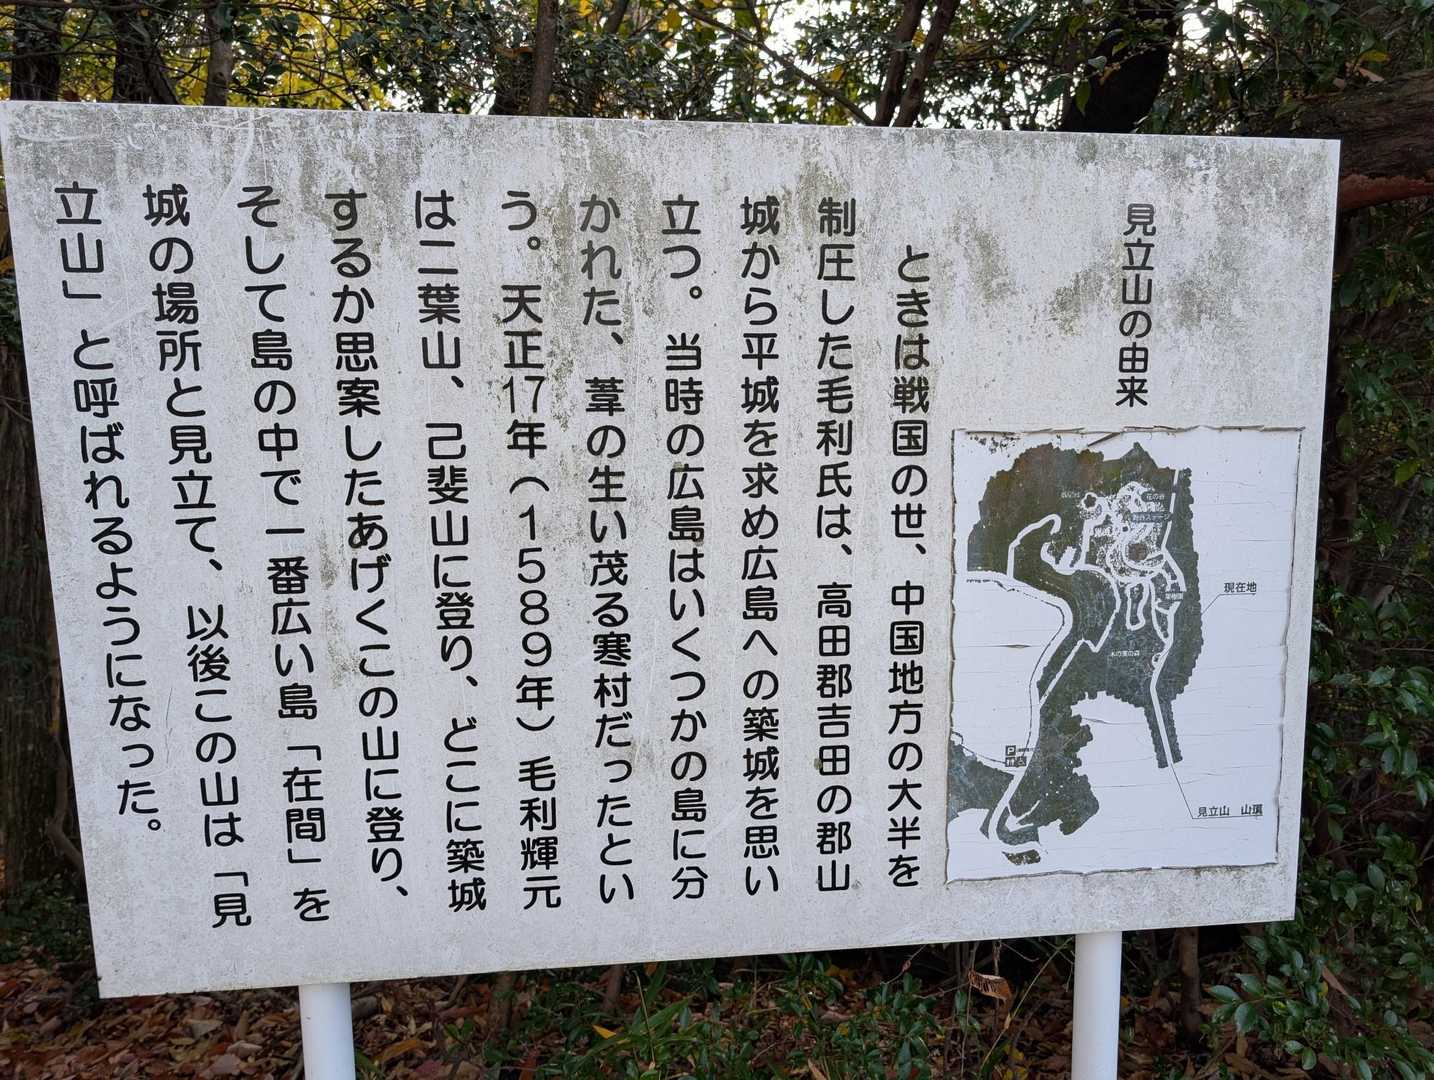 見立山の由来
ときは戦国の世、中国地方の大半を
制圧した毛利氏は、高田郡吉田の郡山
城から平城を求め広島への築城を思い
立つ。当時の広島はいくつかの島に分
かれた、葦の生い茂る寒村だったとい
う。天正17年(1589年)毛利輝元
は二葉山、己斐山に登り、どこに築城
するか思案したあげくこの山に登り、
そして島の中で一番広い島「在間」を
城の場所と見立て、以後この山は「見
立山」と呼ばれるようになった。
現在地
見立山 山頂
P